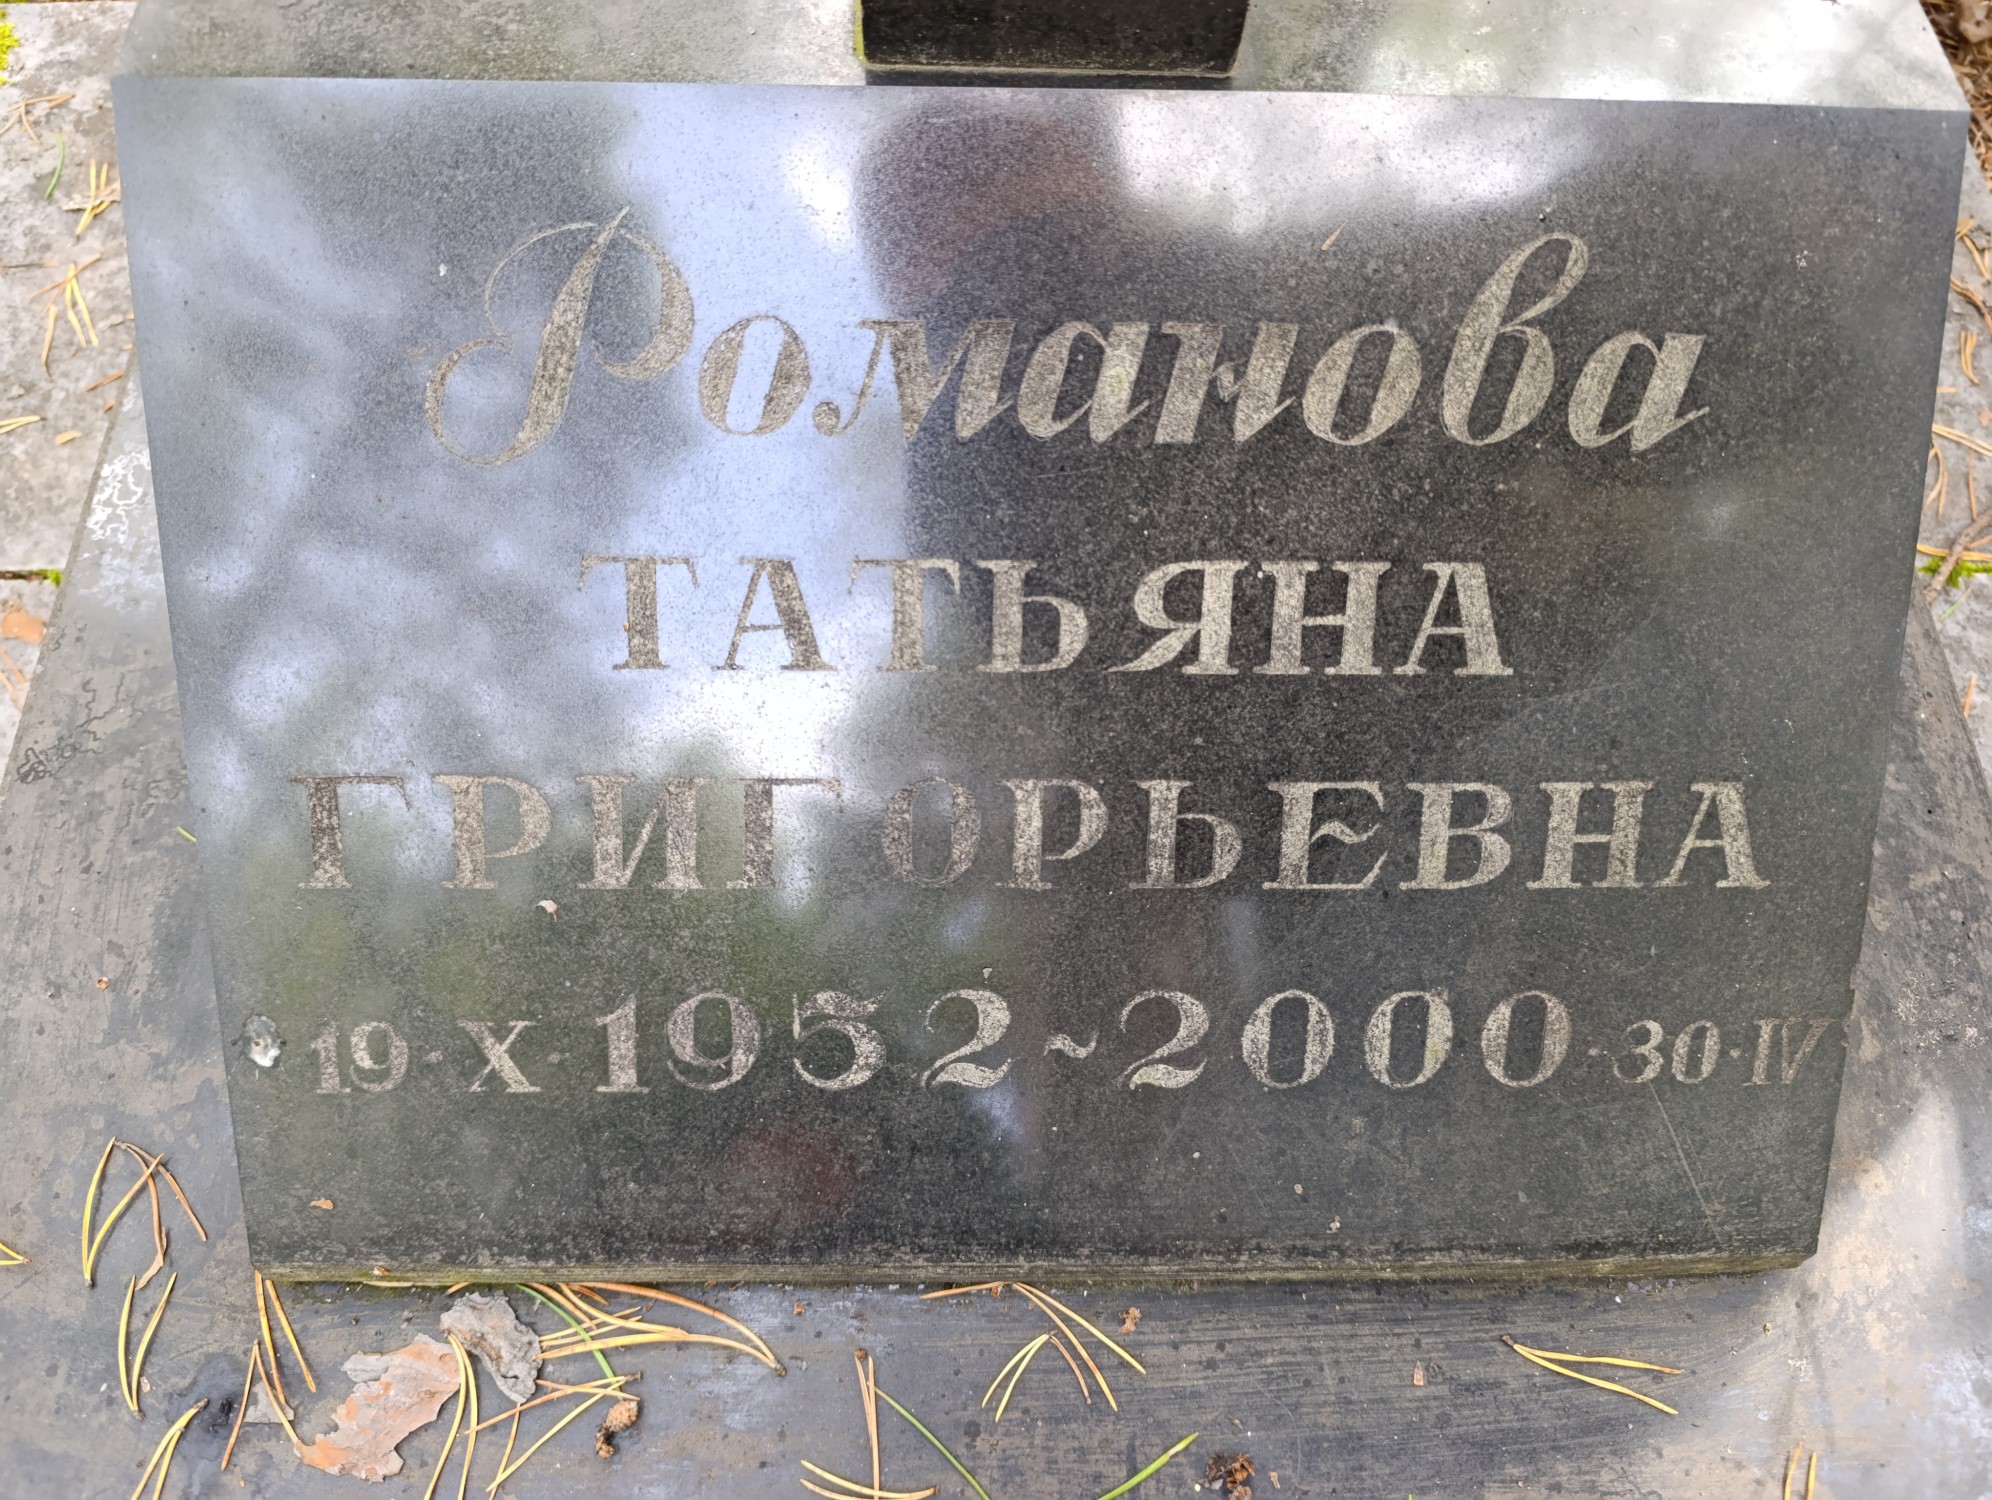 Романова
ТАТЬЯНА
ГРИГОРЬЕВНА
19·X·1952~2000·30·IV